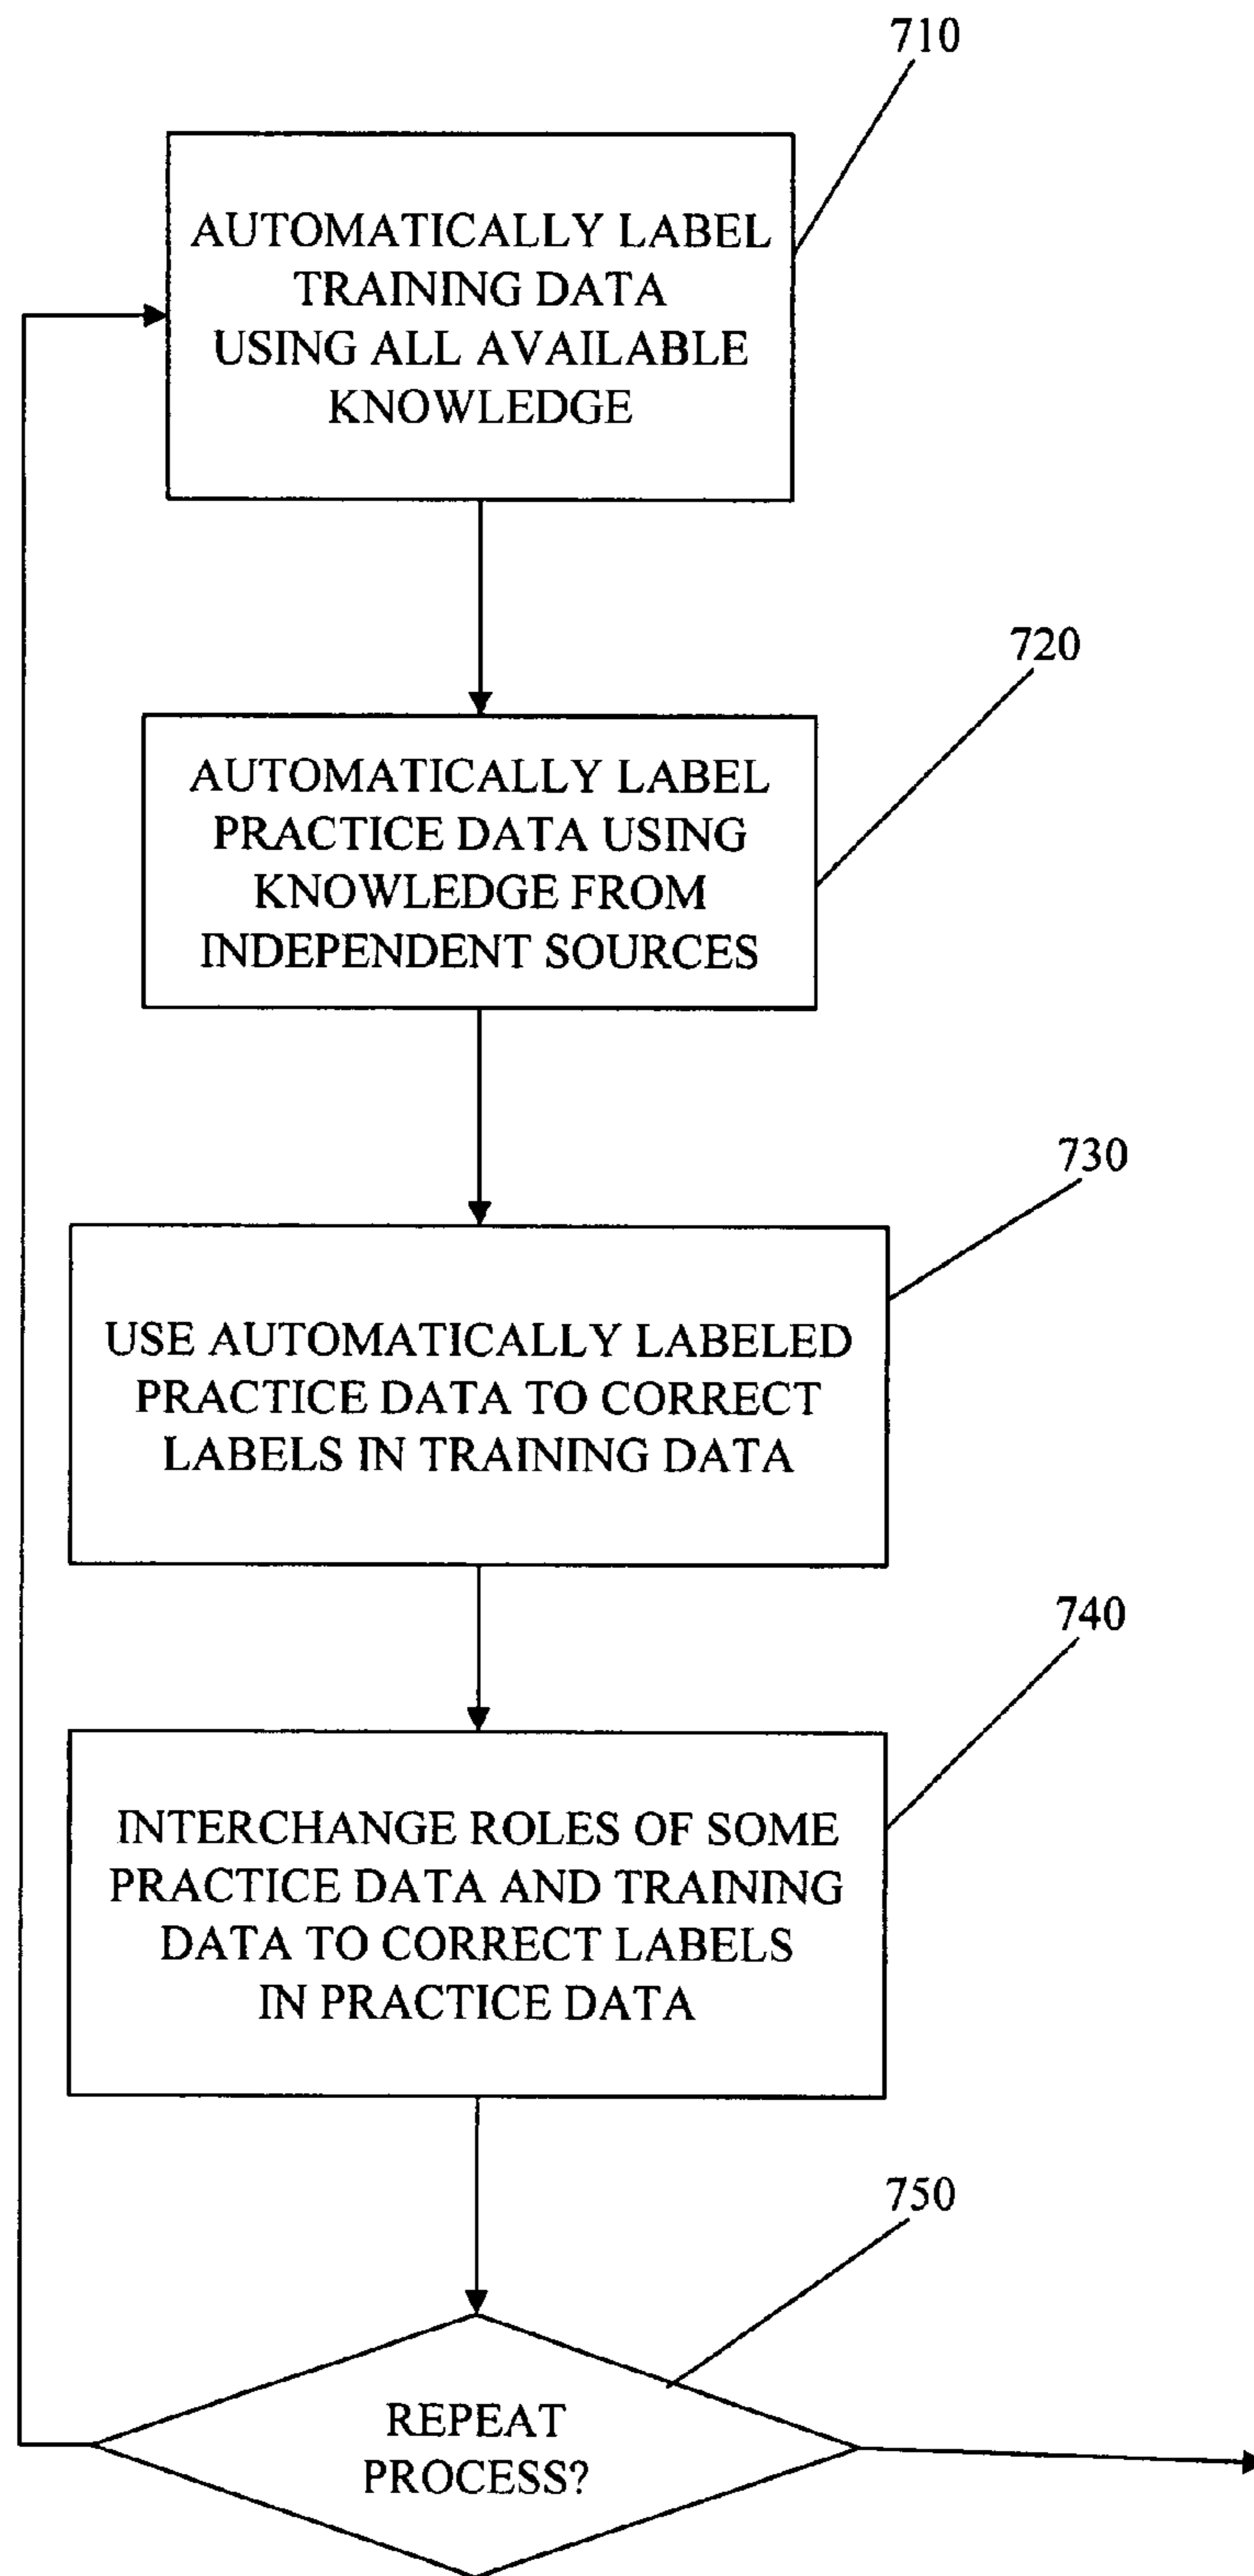 710
AUTOMATICALLY LABEL
TRAINING DATA
USING ALL AVAILABLE
KNOWLEDGE
720
AUTOMATICALLY LABEL
PRACTICE DATA USING
KNOWLEDGE FROM
INDEPENDENT SOURCES
730
USE AUTOMATICALLY LABELED
PRACTICE DATA TO CORRECT
LABELS IN TRAINING DATA
740
INTERCHANGE ROLES OF SOME
PRACTICE DATA AND TRAINING
DATA TO CORRECT LABELS
IN PRACTICE DATA
750
REPEAT
PROCESS?